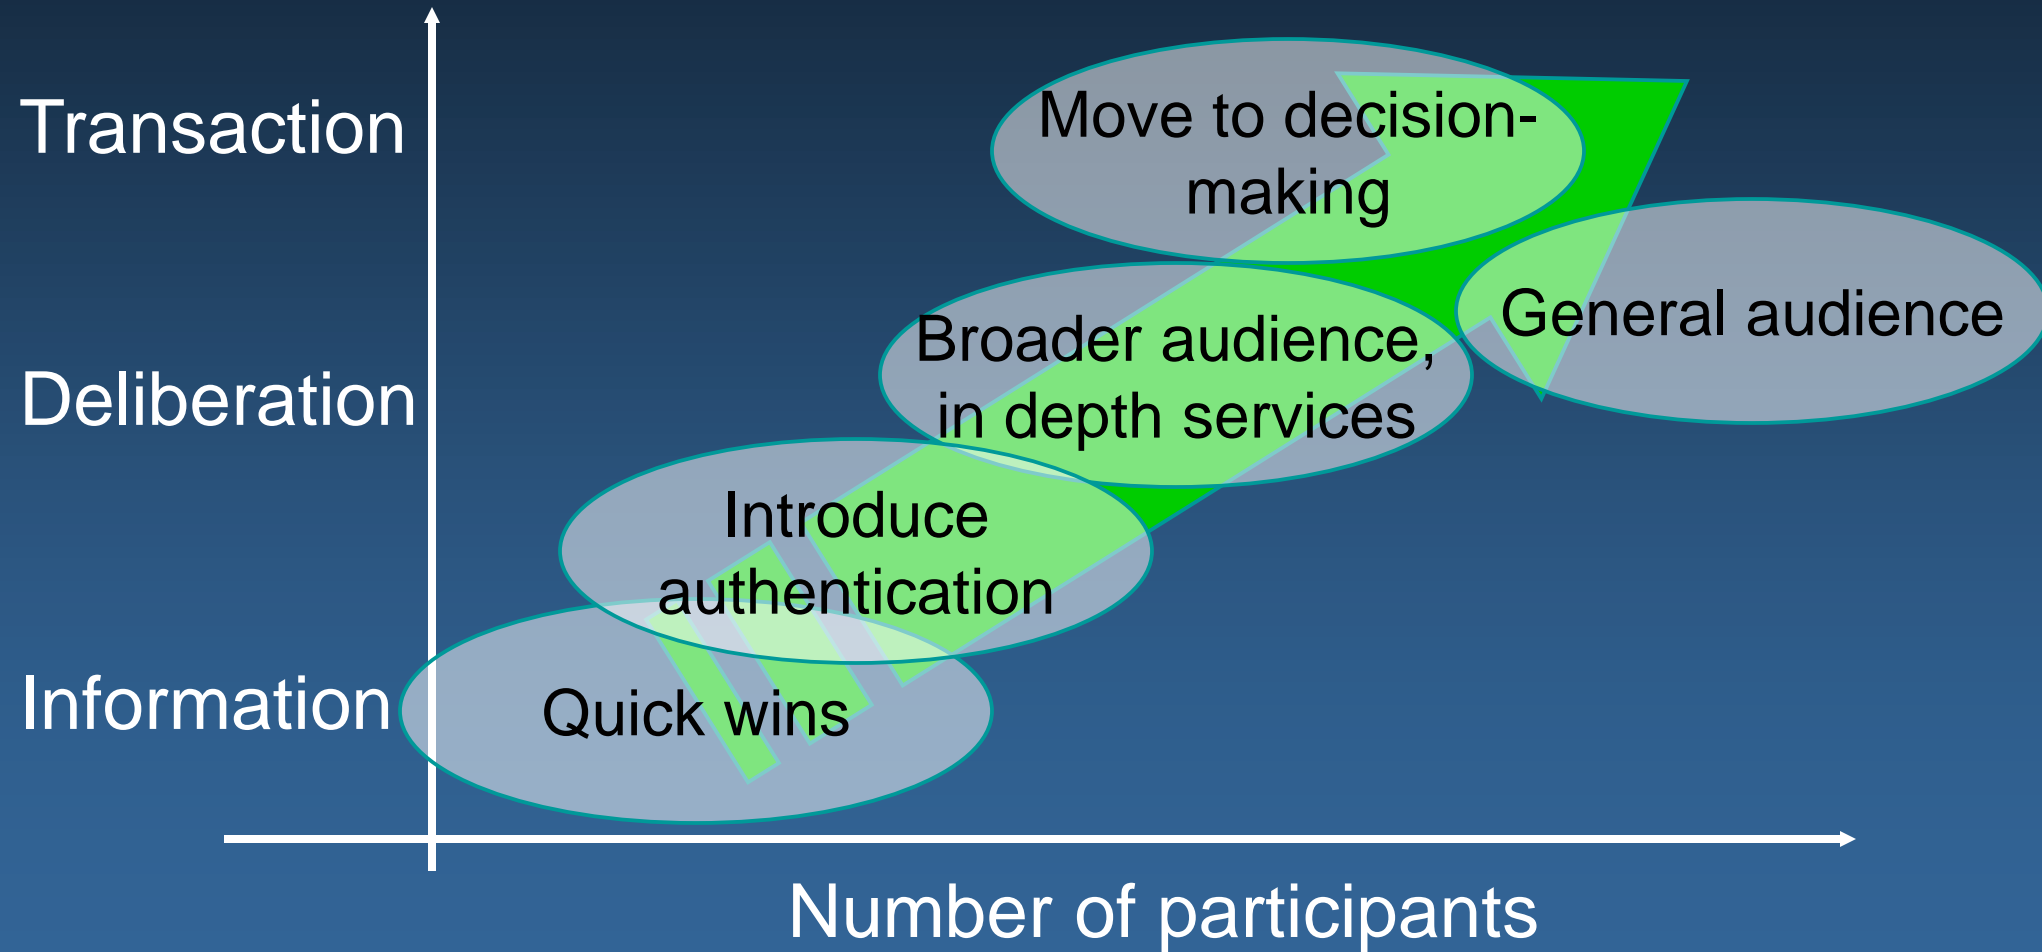 Transaction
Move to decision-
making
General audience
Broader audience,
in depth services
Deliberation
Introduce
authentication
Information
Quick wins
Number of participants